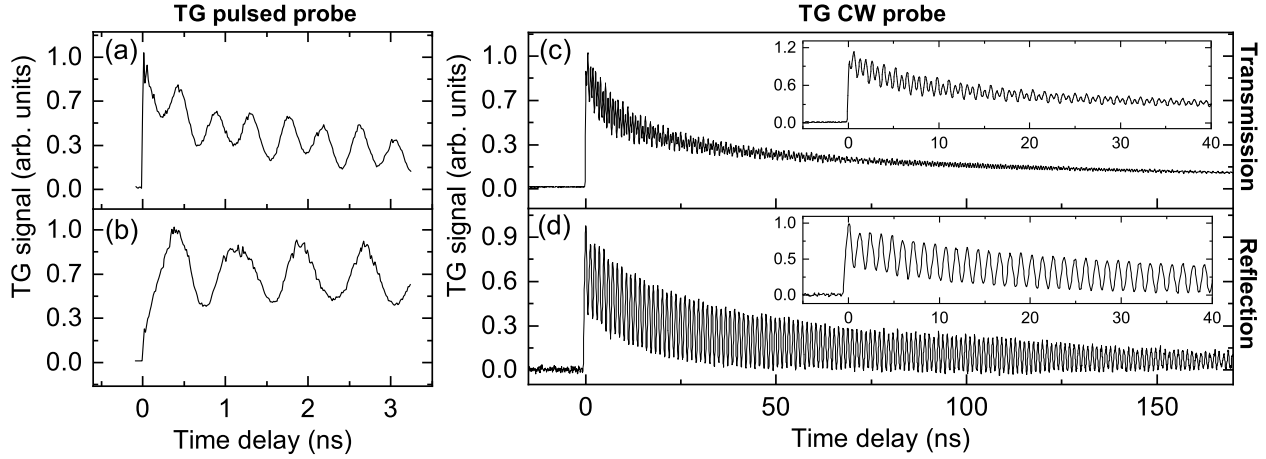 TG pulsed probe
TG CW probe
(a)
1.0
0.7
0.3
0.0
TG signal (arb. units)
(b)
1.0
0.7
0.3
0.0
0 1 2 3
Time delay (ns)
(c)
1.0
0.7
0.3
0.0
TG signal (arb. units)
1.2
0.6
0.0
0 10 20 30 40
Transmission
(d)
0.9
0.6
0.3
0.0
1.0
0.5
0.0
0 10 20 30 40
Reflection
0 50 100 150
Time delay (ns)